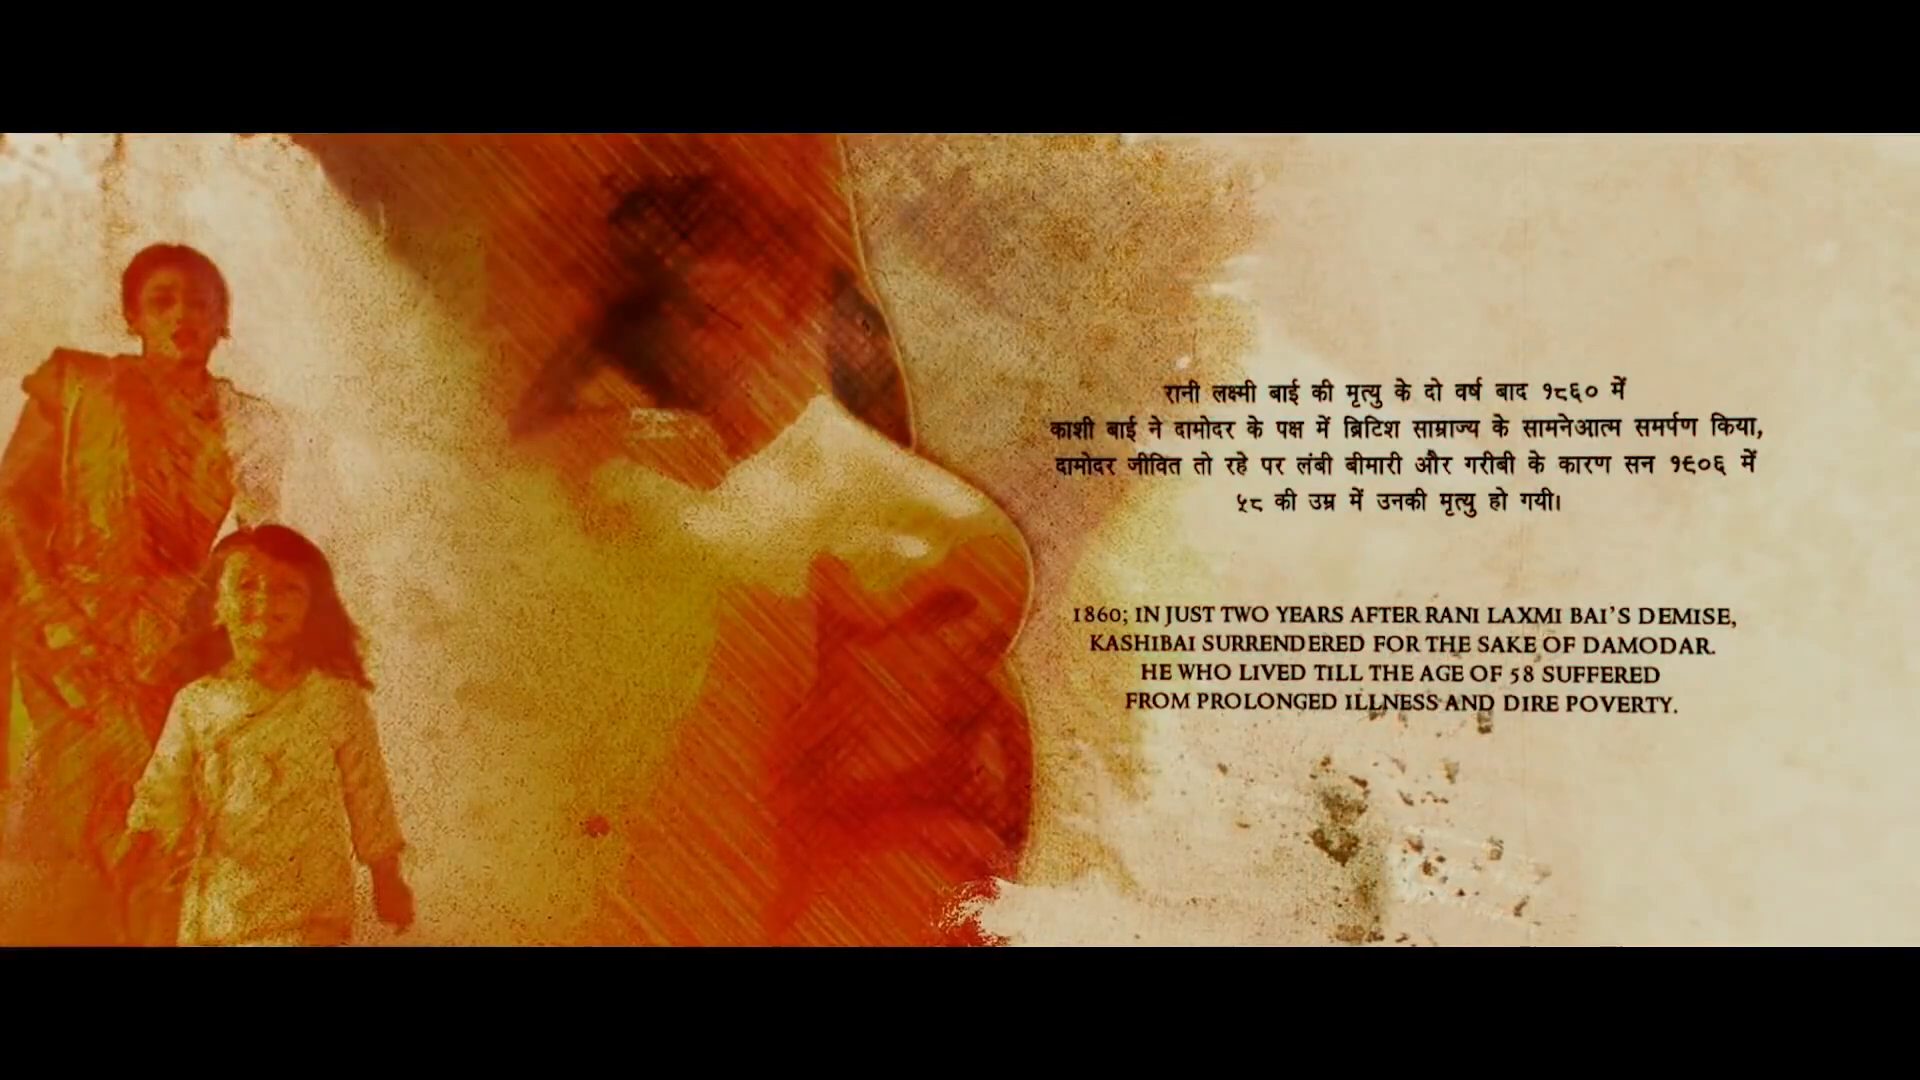 रानी लक्ष्मी बाई की मृत्यु के दो वर्ष बाद १८६० में
काशी बाई ने दामोदर के पक्ष में ब्रिटिश साम्राज्य के सामनेआत्म समर्पण किया,
दामोदर जीवित तो रहे पर लंबी बीमारी और गरीबी के कारण सन १९०६ में
५८ की उम्र में उनकी मृत्यु हो गयी।
1860; IN JUST TWO YEARS AFTER RANI LAXMI BAI'S DEMISE,
KASHIBAI SURRENDERED FOR THE SAKE OF DAMODAR.
HE WHO LIVED TILL THE AGE OF 58 SUFFERED
FROM PROLONGED ILLNESS AND DIRE POVERTY.